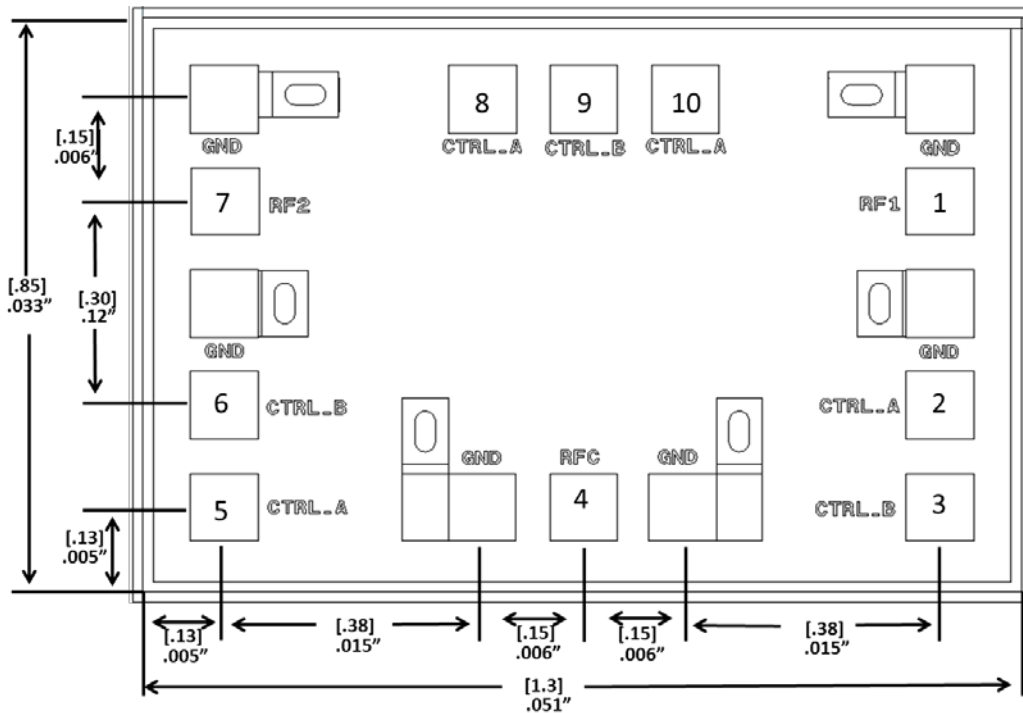 8 9 10
GND CTRL_A CTRL_B CTRL_A GND
[.15]
.006"
7 RF2 RF1 1
[.85]
.033"
[.30]
.12"
GND GND
6 CTRL_B CTRL_A 2
GND RFC GND
5 CTRL_A 4 CTRL_B 3
[.13]
.005"
[.13]
.005"
[.38]
.015"
[.15]
.006"
[.15]
.006"
[.38]
.015"
[1.3]
.051"